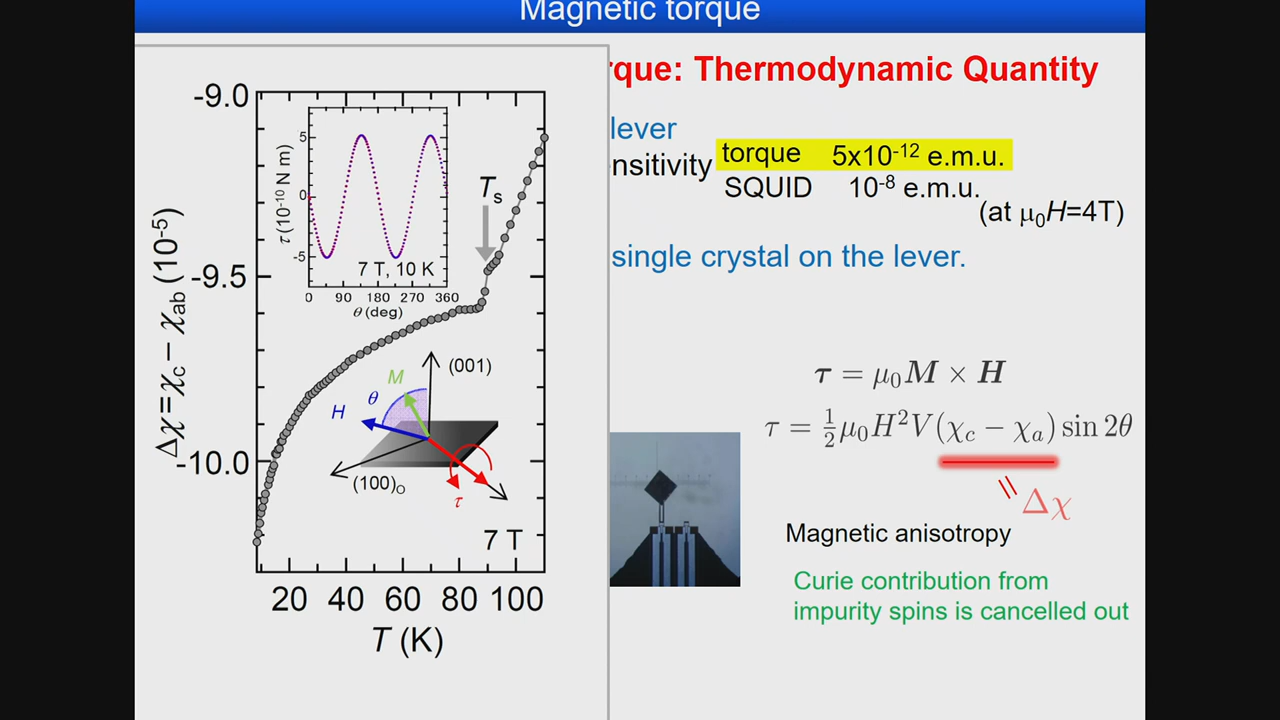 Magnetic torque
rque: Thermodynamic Quantity
lever
nsitivity
torque 5x10⁻¹² e.m.u.
SQUID 10⁻⁸ e.m.u.
(at μ₀H=4T)
single crystal on the lever.
τ = μ₀M × H
τ = ½μ₀H²V(χc − χa) sin 2θ
Δχ
Magnetic anisotropy
Curie contribution from
impurity spins is cancelled out
Δχ = χc − χab (10⁻⁵)
-9.0
-9.5
-10.0
20 40 60 80 100
T (K)
Ts
τ (10⁻¹⁰ N m)
5
0
-5
7 T, 10 K
0 90 180 270 360
θ (deg)
(001)
M
θ
H
(100)O
τ
7 T